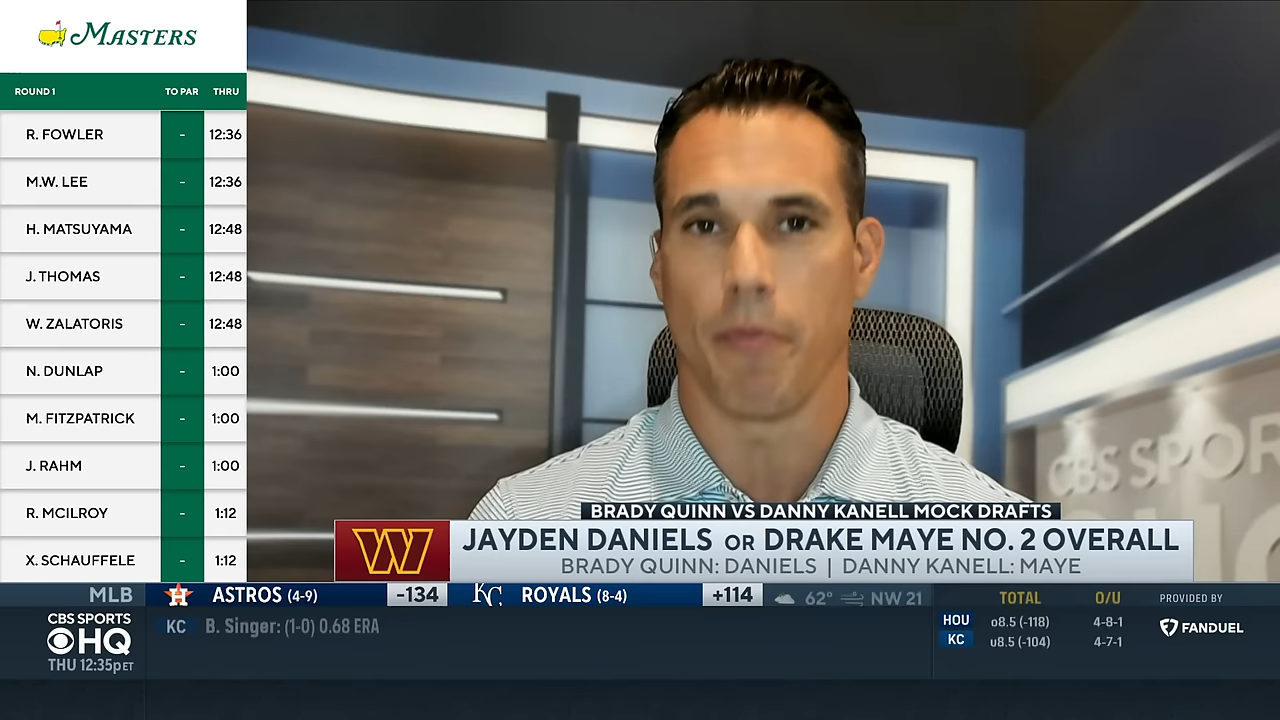 MASTERS
ROUND 1 TO PAR THRU
R. FOWLER - 12:36
M.W. LEE - 12:36
H. MATSUYAMA - 12:48
J. THOMAS - 12:48
W. ZALATORIS - 12:48
N. DUNLAP - 1:00
M. FITZPATRICK - 1:00
J. RAHM - 1:00
R. MCILROY - 1:12
X. SCHAUFFELE - 1:12
CBS SPOR
BRADY QUINN VS DANNY KANELL MOCK DRAFTS
W JAYDEN DANIELS OR DRAKE MAYE NO. 2 OVERALL
BRADY QUINN: DANIELS | DANNY KANELL: MAYE
MLB H ASTROS (4-9) -134 KC ROYALS (8-4) +114 62° NW 21 TOTAL O/U PROVIDED BY
CBS SPORTS HQ
THU 12:35PET
KC B. Singer: (1-0) 0.68 ERA
HOU o8.5 (-118) 4-8-1
KC u8.5 (-104) 4-7-1
FANDUEL